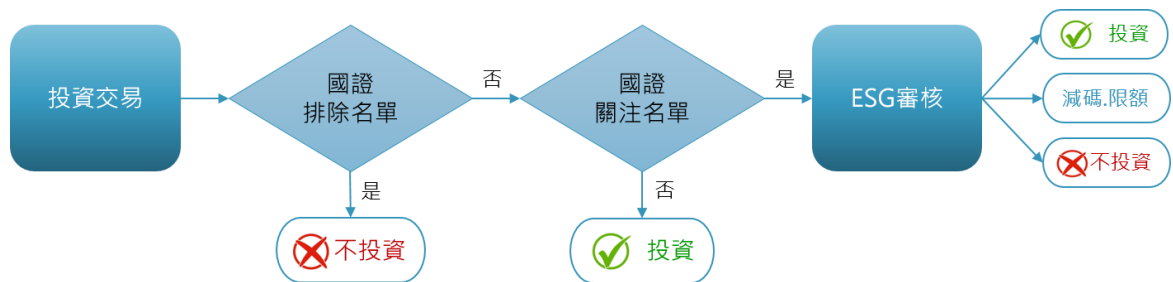 投資交易
國證
排除名單
否
是
不投資
國證
關注名單
是
否
投資
ESG審核
投資
減碼.限額
不投資